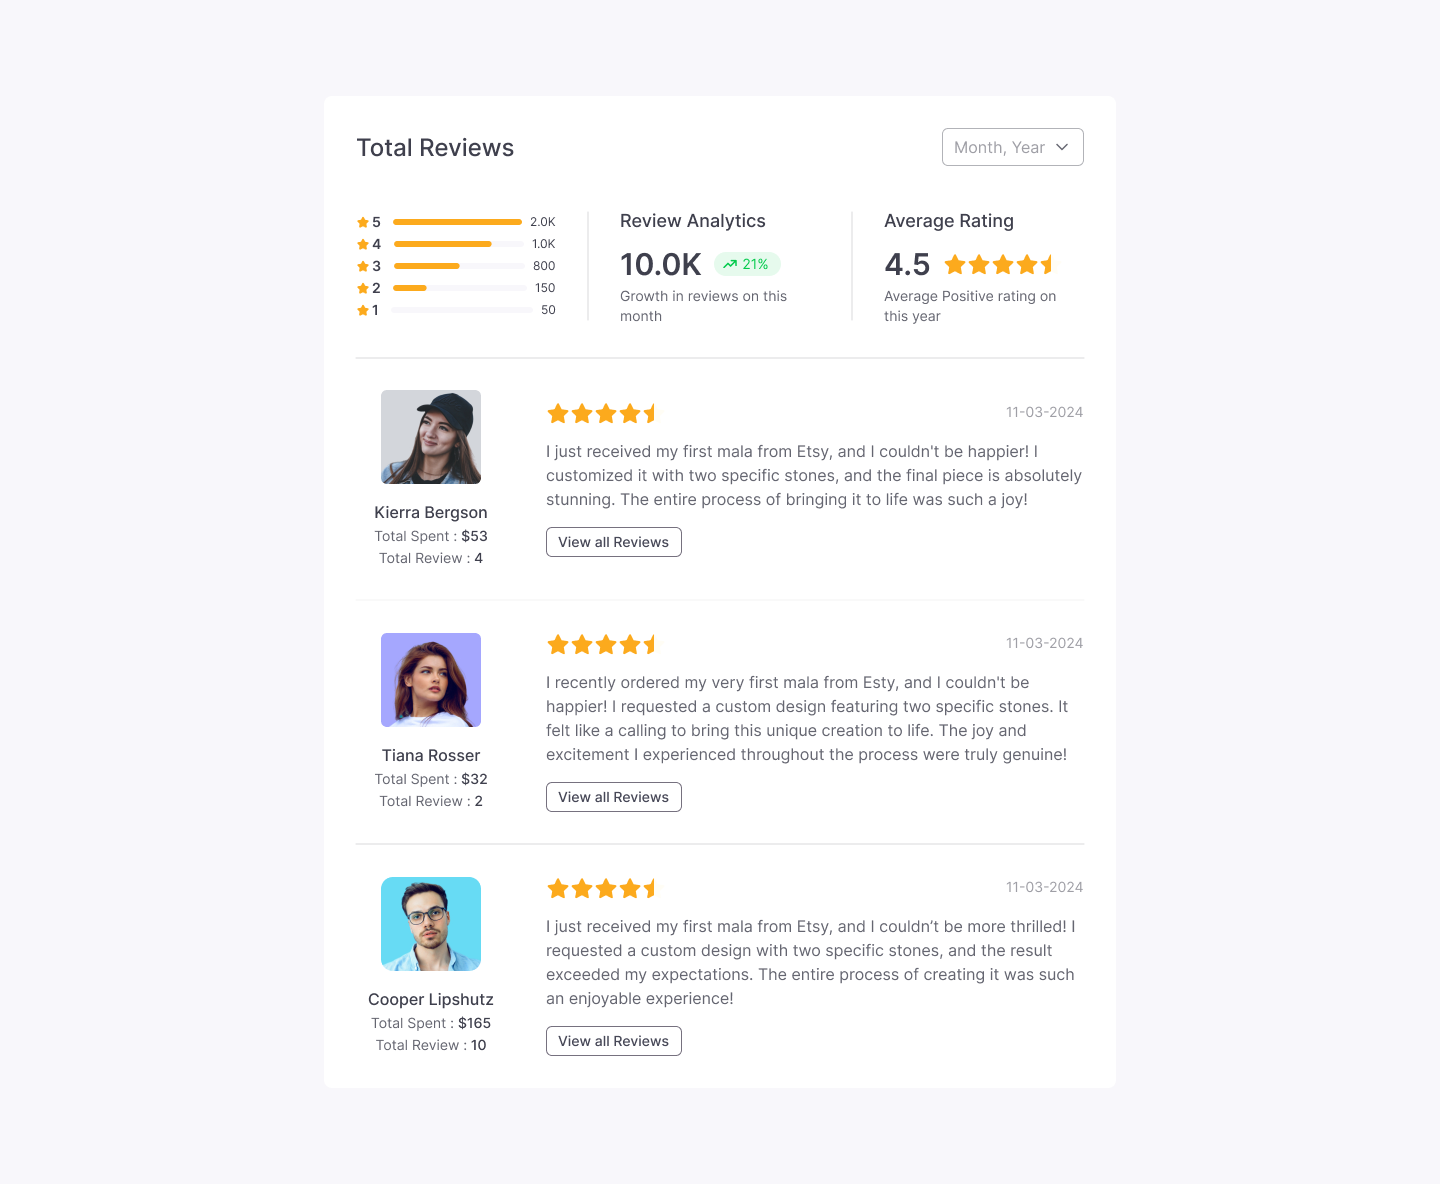 Total Reviews
Month, Year
5 2.0K
4 1.0K
3 800
2 150
1 50
Review Analytics
10.0K 21%
Growth in reviews on this
month
Average Rating
4.5
Average Positive rating on
this year
Kierra Bergson
Total Spent : $53
Total Review : 4
11-03-2024
I just received my first mala from Etsy, and I couldn't be happier! I
customized it with two specific stones, and the final piece is absolutely
stunning. The entire process of bringing it to life was such a joy!
View all Reviews
Tiana Rosser
Total Spent : $32
Total Review : 2
11-03-2024
I recently ordered my very first mala from Esty, and I couldn't be
happier! I requested a custom design featuring two specific stones. It
felt like a calling to bring this unique creation to life. The joy and
excitement I experienced throughout the process were truly genuine!
View all Reviews
Cooper Lipshutz
Total Spent : $165
Total Review : 10
11-03-2024
I just received my first mala from Etsy, and I couldn’t be more thrilled! I
requested a custom design with two specific stones, and the result
exceeded my expectations. The entire process of creating it was such
an enjoyable experience!
View all Reviews